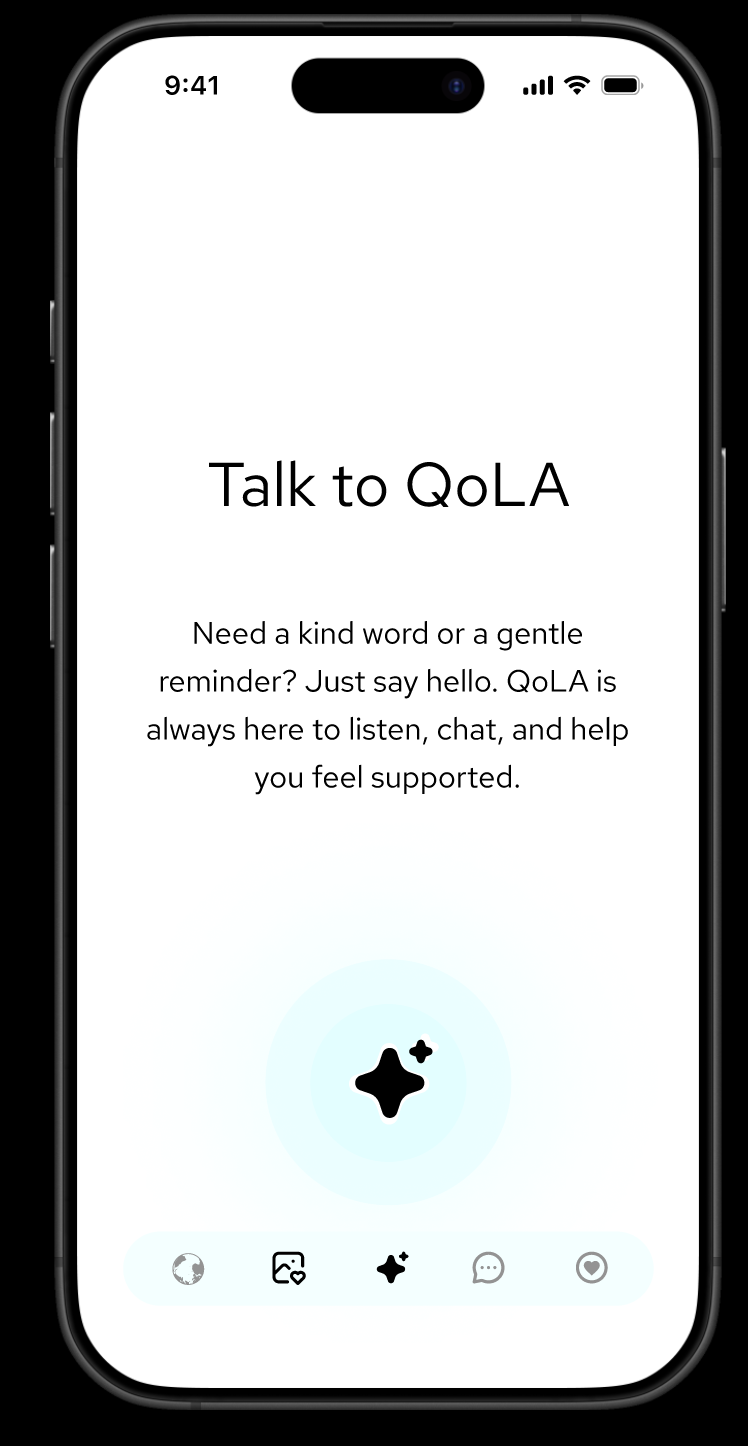 9:41
Talk to QoLA
Need a kind word or a gentle
reminder? Just say hello. QoLA is
always here to listen, chat, and help
you feel supported.